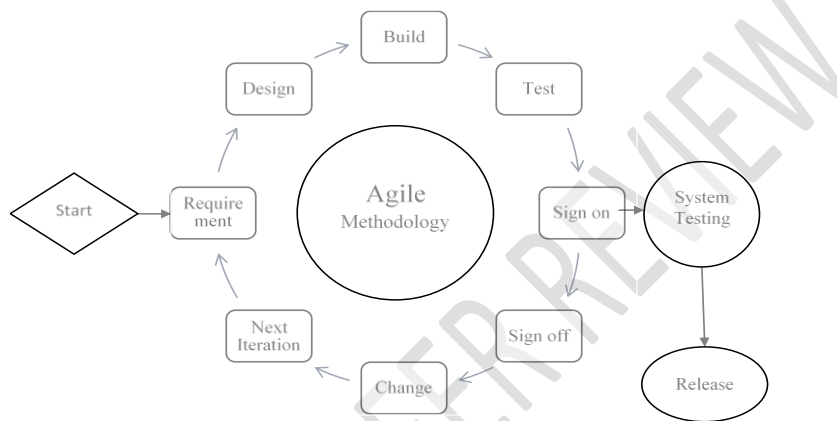 Build
Design
Test
Start
Require
ment
Agile
Methodology
Sign on
System
Testing
Next
Iteration
Sign off
Change
Release
ER REVIEW